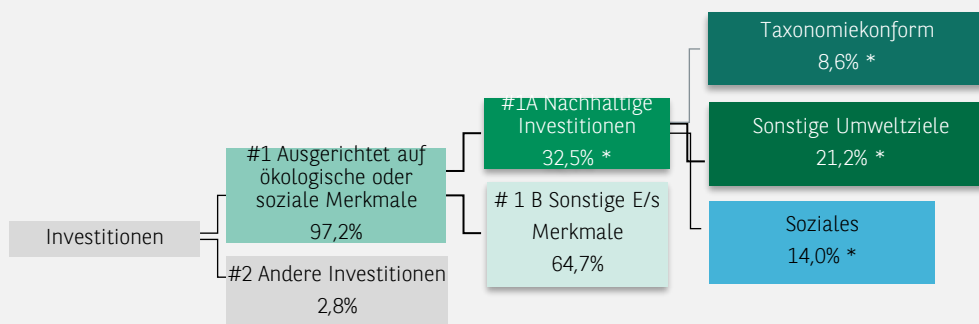 Investitionen
#1 Ausgerichtet auf
ökologische oder
soziale Merkmale
97,2%
#2 Andere Investitionen
2,8%
#1A Nachhaltige
Investitionen
32,5% *
# 1 B Sonstige E/s
Merkmale
64,7%
Taxonomiekonform
8,6% *
Sonstige Umweltziele
21,2% *
Soziales
14,0% *